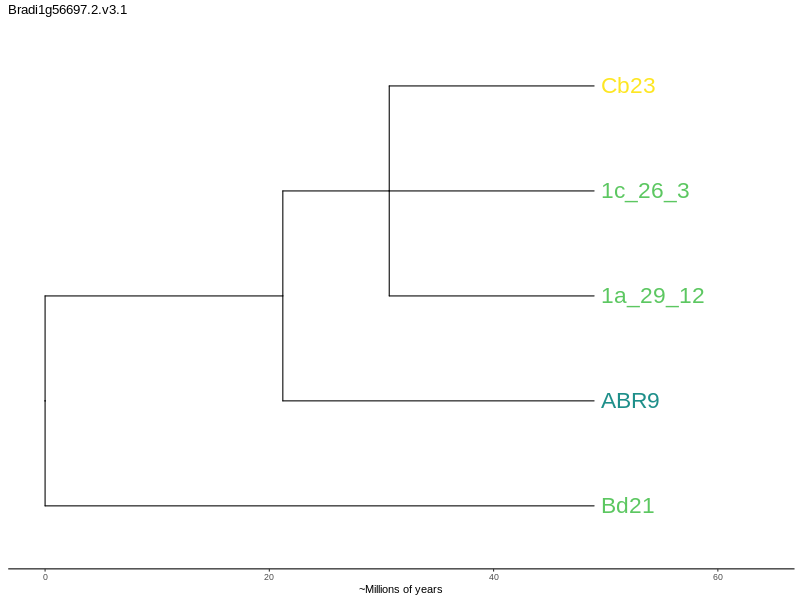 Bradi1g56697.2.v3.1
Cb23
1c_26_3
1a_29_12
ABR9
Bd21
0 20 40 60
~Millions of years